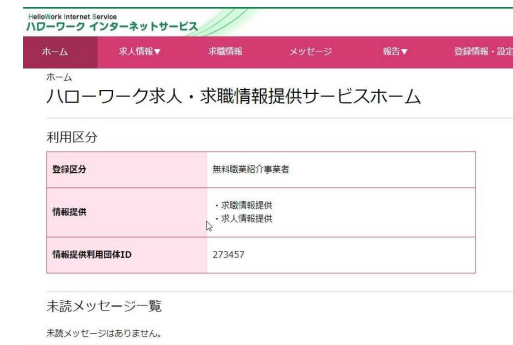 HelloWork Internet Service
ハローワーク インターネットサービス
ホーム 求人情報▼ 求職情報 メッセージ 報告▼ 登録情報・設定
ホーム
ハローワーク求人・求職情報提供サービスホーム
利用区分
登録区分 無料職業紹介事業者
情報提供 ・求職情報提供
・求人情報提供
情報提供利用団体ID 273457
未読メッセージ一覧
未読メッセージはありません。